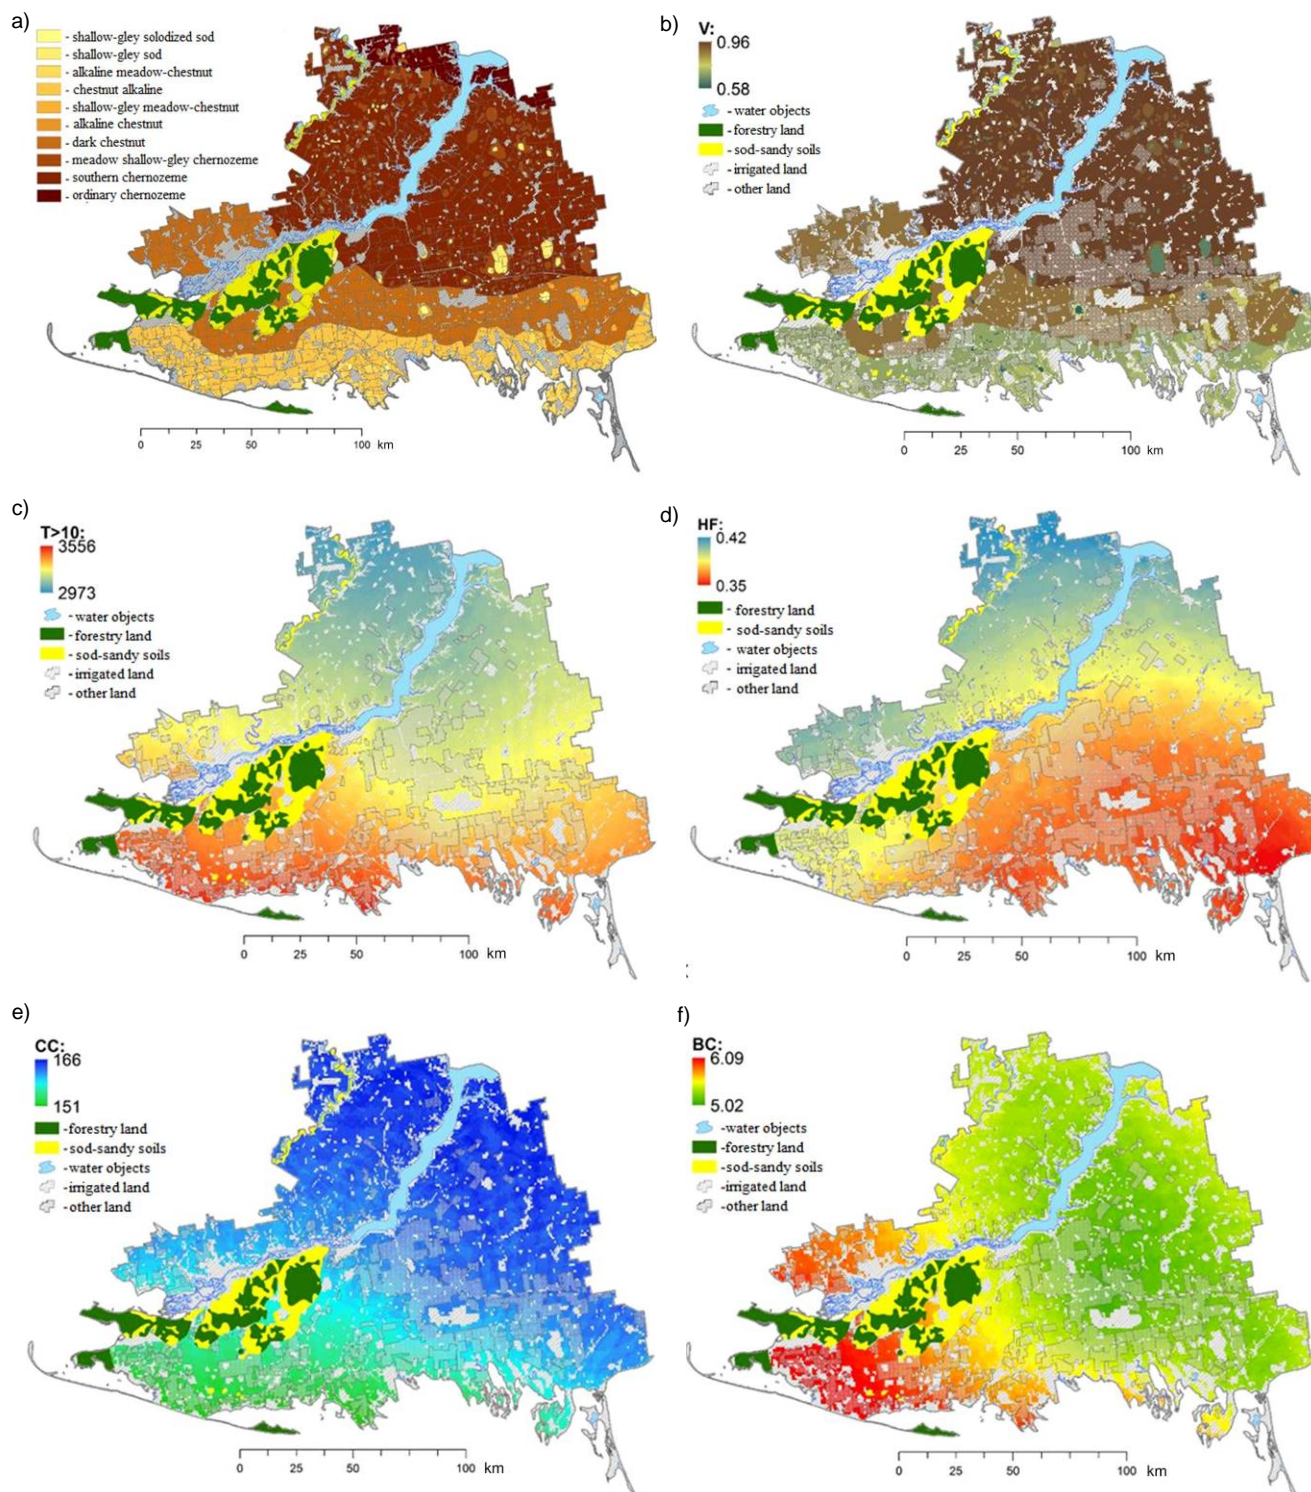 a)
- shallow-gley solodized sod
- shallow-gley sod
- alkaline meadow-chestnut
- chestnut alkaline
- shallow-gley meadow-chestnut
- alkaline chestnut
- dark chestnut
- meadow shallow-gley chernozeme
- southern chernozeme
- ordinary chernozeme
0 25 50 100 km
b)
V:
0.96
0.58
- water objects
- forestry land
- sod-sandy soils
- irrigated land
- other land
0 25 50 100 km
c)
T>10:
3556
2973
- water objects
- forestry land
- sod-sandy soils
- irrigated land
- other land
0 25 50 100 km
d)
HF:
0.42
0.35
- forestry land
- sod-sandy soils
- water objects
- irrigated land
- other land
0 25 50 100 km
e)
CC:
166
151
-forestry land
-sod-sandy soils
-water objects
-irrigated land
-other land
0 25 50 100 km
f)
BC:
6.09
5.02
-water objects
-forestry land
-sod-sandy soils
-irrigated land
-other land
0 25 50 100 km